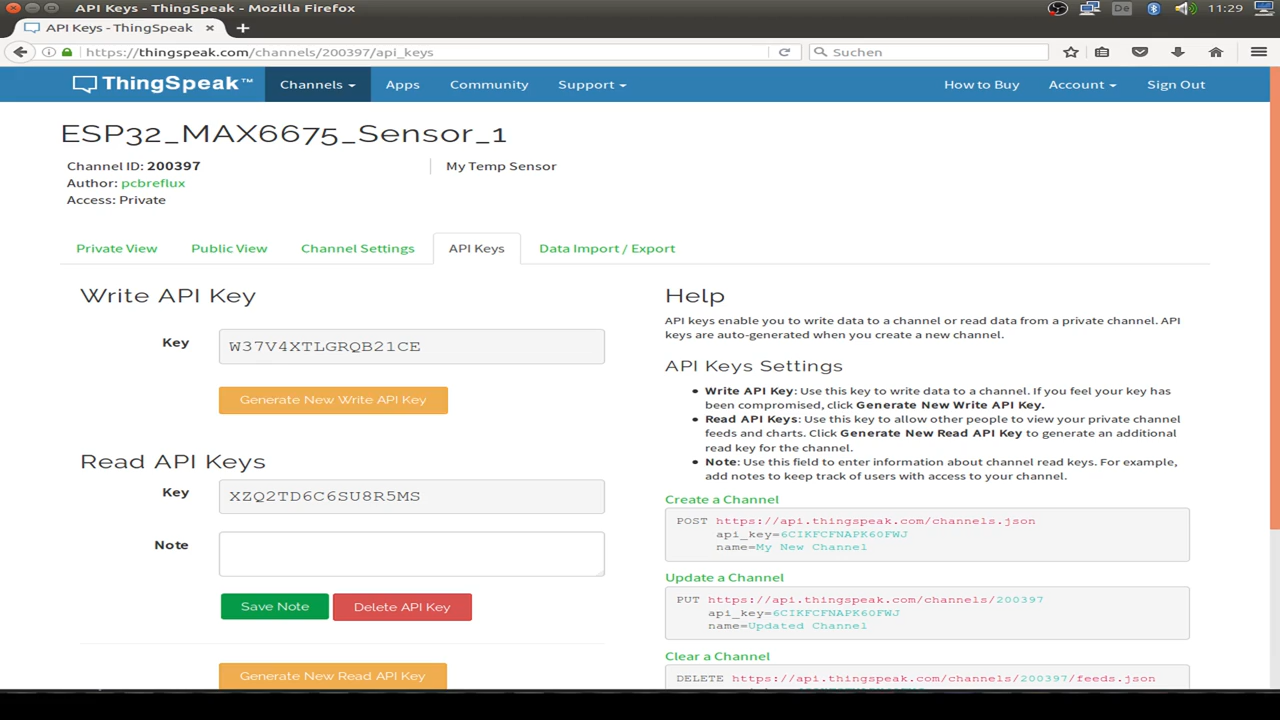 API Keys - ThingSpeak - Mozilla Firefox
De
11:29
API Keys - ThingSpeak
https://thingspeak.com/channels/200397/api_keys
Suchen
ThingSpeak™
Channels
Apps
Community
Support
How to Buy
Account
Sign Out
ESP32_MAX6675_Sensor_1
Channel ID: 200397
My Temp Sensor
Author: pcbreflux
Access: Private
Private View
Public View
Channel Settings
API Keys
Data Import / Export
Write API Key
Key
W37V4XTLGRQB21CE
Generate New Write API Key
Read API Keys
Key
XZQ2TD6C6SU8R5MS
Note
Save Note
Delete API Key
Generate New Read API Key
Help
API keys enable you to write data to a channel or read data from a private channel. API
keys are auto-generated when you create a new channel.
API Keys Settings
• Write API Key: Use this key to write data to a channel. If you feel your key has
been compromised, click Generate New Write API Key.
• Read API Keys: Use this key to allow other people to view your private channel
feeds and charts. Click Generate New Read API Key to generate an additional
read key for the channel.
• Note: Use this field to enter information about channel read keys. For example,
add notes to keep track of users with access to your channel.
Create a Channel
POST https://api.thingspeak.com/channels.json
api_key=6CIKFCFNAPK60FWJ
name=My New Channel
Update a Channel
PUT https://api.thingspeak.com/channels/200397
api_key=6CIKFCFNAPK60FWJ
name=Updated Channel
Clear a Channel
DELETE https://api.thingspeak.com/channels/200397/feeds.json